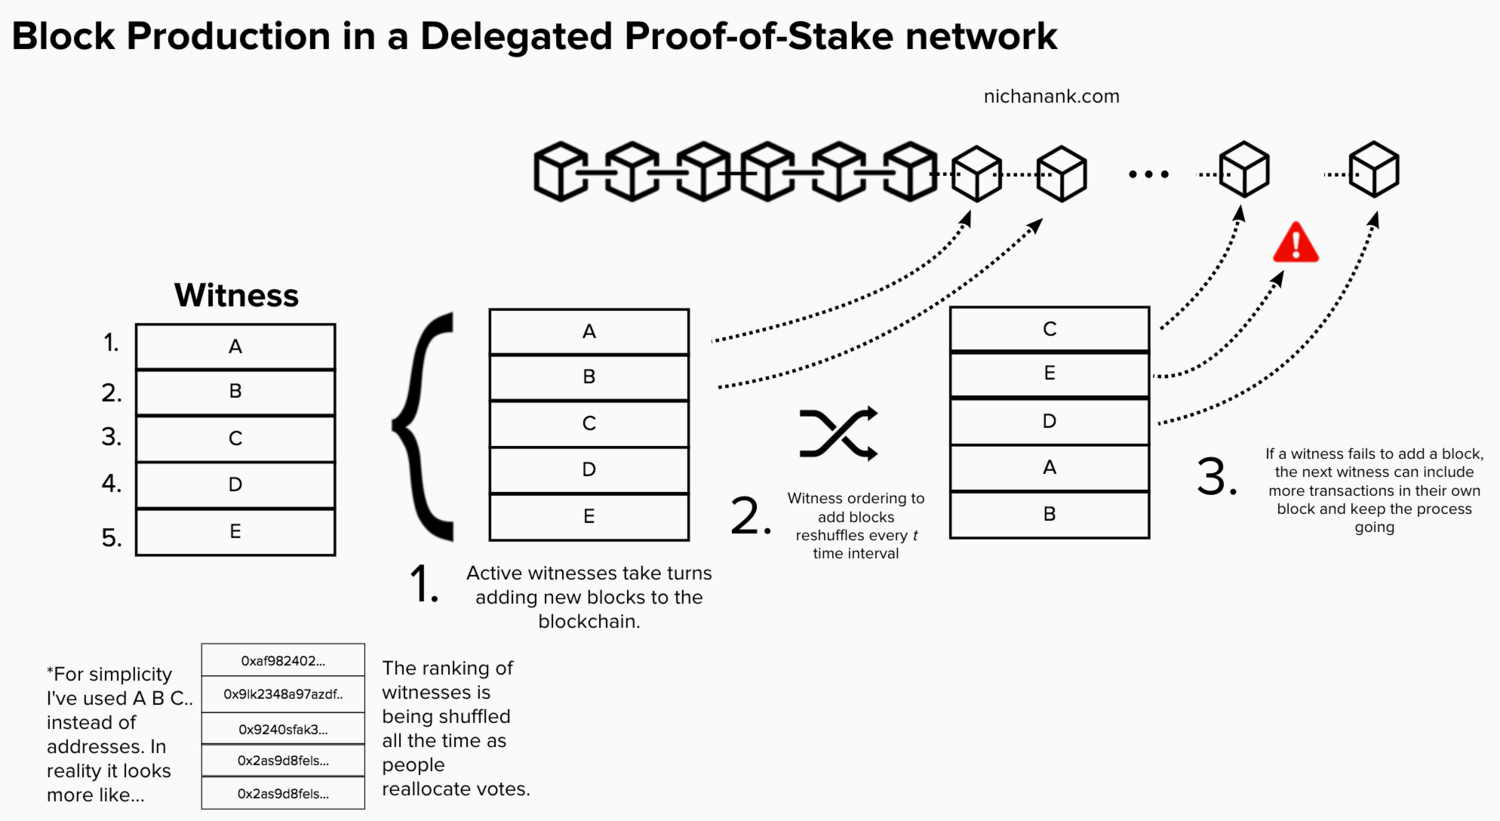 Block Production in a Delegated Proof-of-Stake network
nichanank.com
Witness
1.
A
2.
B
3.
C
4.
D
5.
E
A
B
C
D
E
1.
Active witnesses take turns
adding new blocks to the
blockchain.
2.
Witness ordering to
add blocks
reshuffles every t
time interval
C
E
D
A
B
3.
If a witness fails to add a block,
the next witness can include
more transactions in their own
block and keep the process
going
*For simplicity
I've used A B C..
instead of
addresses. In
reality it looks
more like...
0xaf982402...
0x9lk2348a97azdf..
0x9240sfak3...
0x2as9d8fels...
0x2as9d8fels...
The ranking of
witnesses is
being shuffled
all the time as
people
reallocate votes.